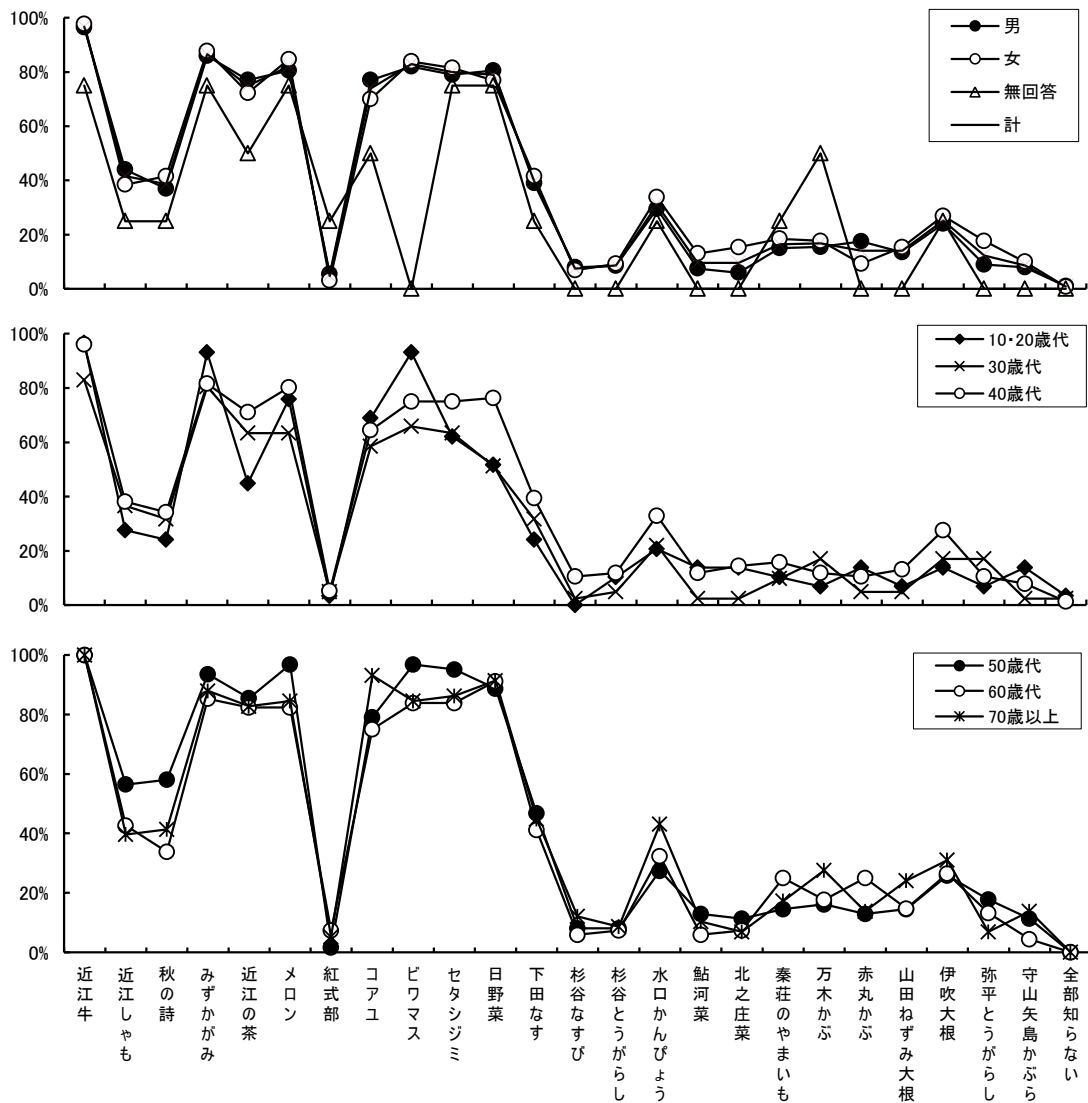 100%
80%
60%
40%
20%
0%
男
女
無回答
計
100%
80%
60%
40%
20%
0%
10・20歳代
30歳代
40歳代
100%
80%
60%
40%
20%
0%
50歳代
60歳代
70歳以上
近江牛
近江しゃも
秋の詩
みずかがみ
近江の茶
メロン
紅式部
コアユ
ビワマス
セタシジミ
日野菜
下田なす
杉谷なすび
杉谷とうがらし
水口かんぴょう
鮎河菜
北之庄菜
秦荘のやまいも
万木かぶ
赤丸かぶ
山田ねずみ大根
伊吹大根
弥平とうがらし
守山矢島かぶら
全部知らない